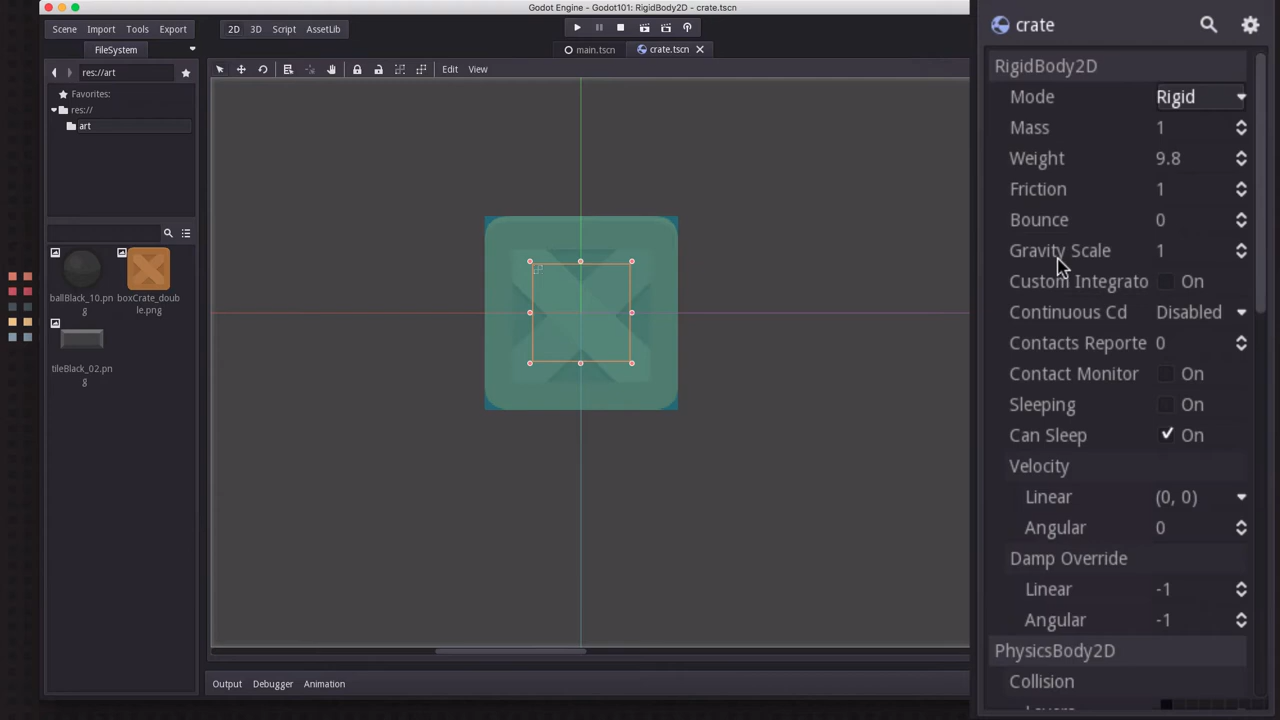 Godot Engine - Godot101: RigidBody2D - crate.tscn
Scene Import Tools Export 2D 3D Script AssetLib
FileSystem
main.tscn crate.tscn
res://art
Edit View
Favorites:
res://
art
ballBlack_10.pn
g
boxCrate_dou
ble.png
tileBlack_02.pn
g
Output Debugger Animation
crate
RigidBody2D
Mode Rigid
Mass 1
Weight 9.8
Friction 1
Bounce 0
Gravity Scale 1
Custom Integrato On
Continuous Cd Disabled
Contacts Reporte 0
Contact Monitor On
Sleeping On
Can Sleep On
Velocity
Linear (0, 0)
Angular 0
Damp Override
Linear -1
Angular -1
PhysicsBody2D
Collision